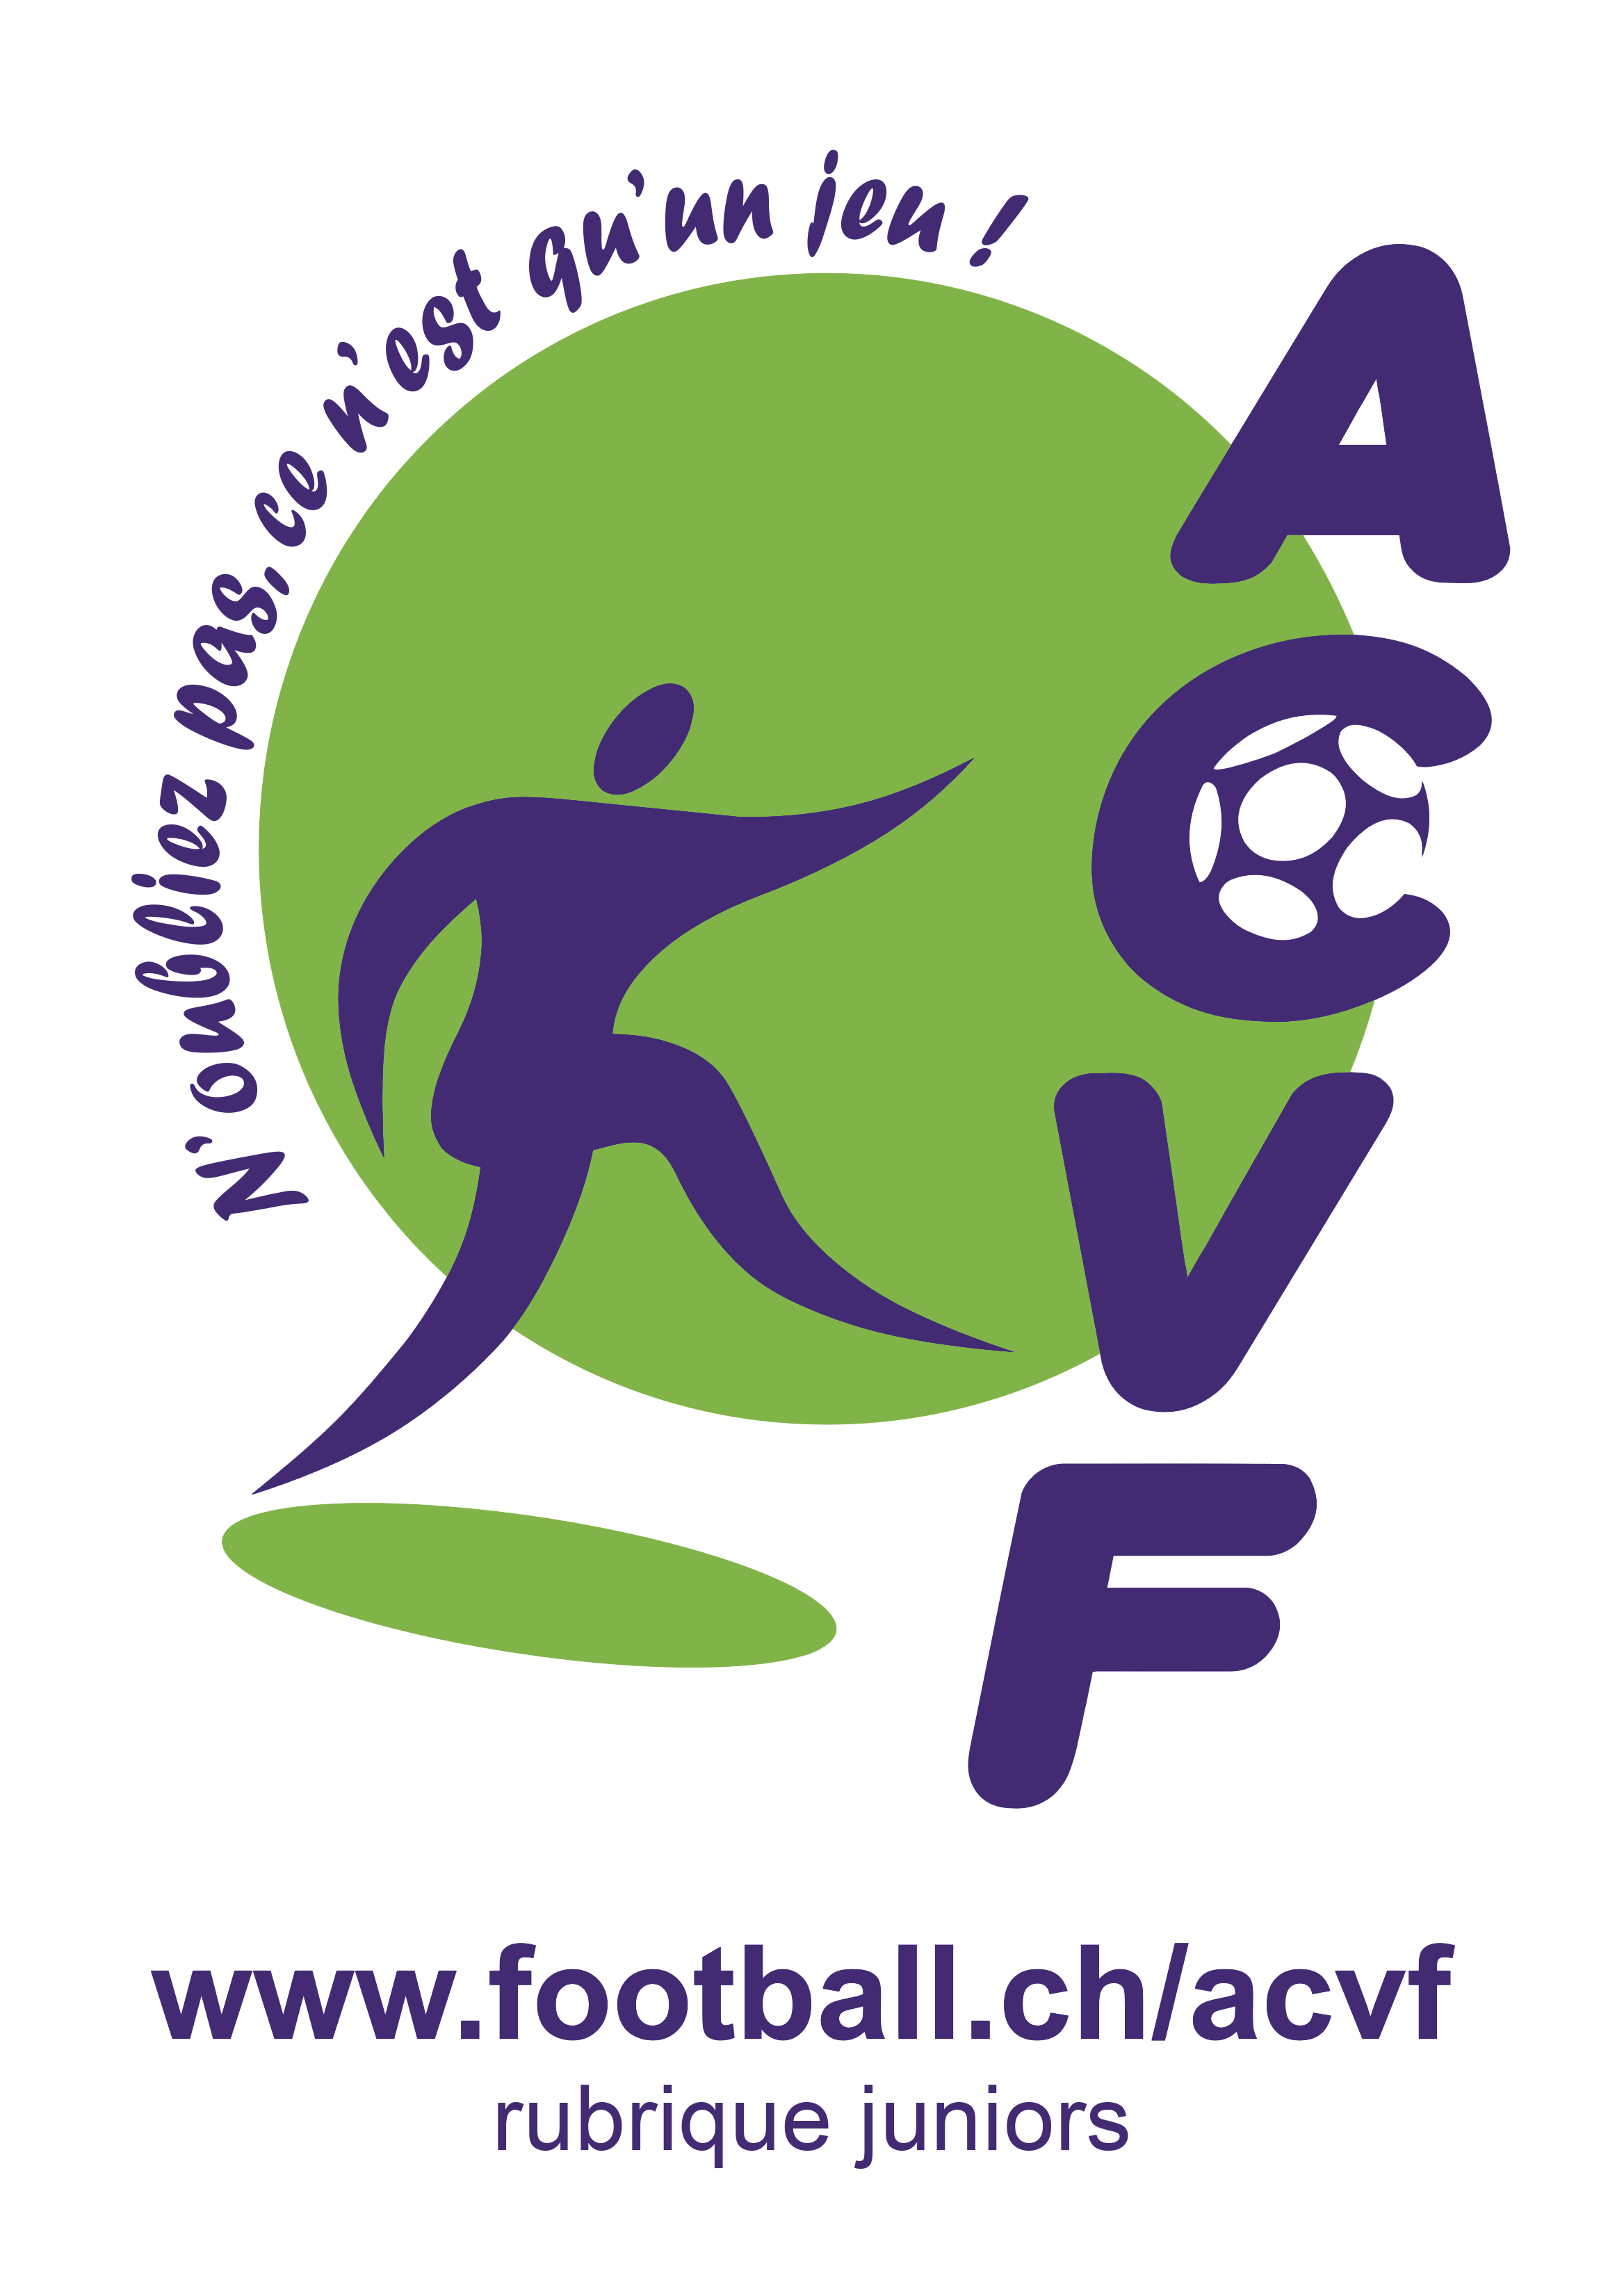 N'oubliez pas, ce n'est qu'un jeu !
A
C
V
F
www.football.ch/acvf
rubrique juniors